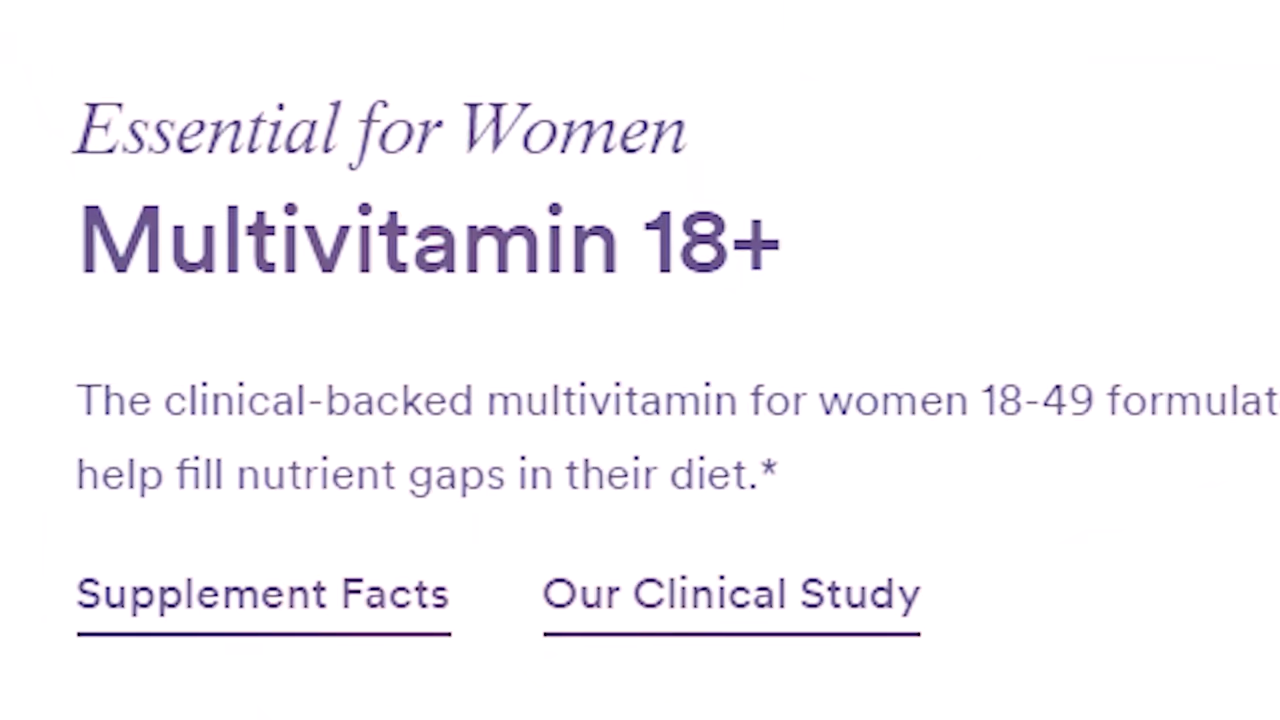 Essential for Women
Multivitamin 18+
The clinical-backed multivitamin for women 18-49
help fill nutrient gaps in their diet.*
Supplement Facts
Our Clinical Study